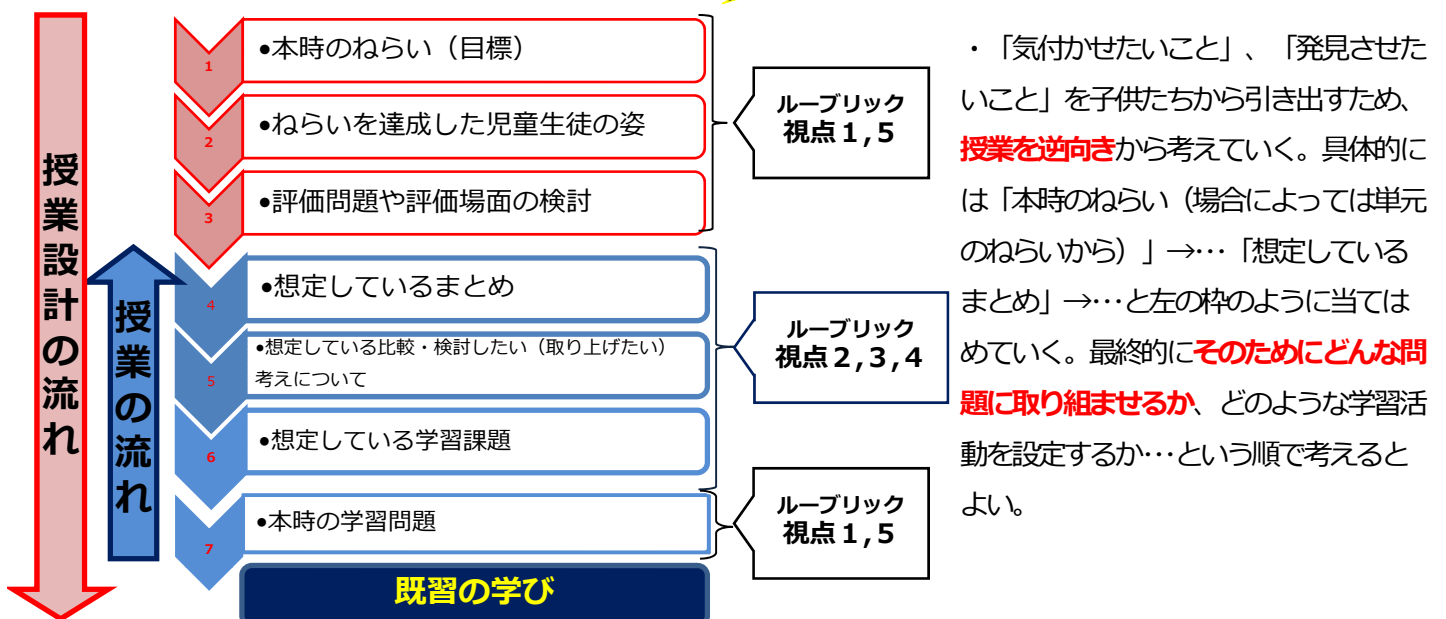 授業設計の流れ
授業の流れ
1
•本時のねらい（目標）
2
•ねらいを達成した児童生徒の姿
3
•評価問題や評価場面の検討
4
•想定しているまとめ
5
•想定している比較・検討したい（取り上げたい）
考えについて
6
•想定している学習課題
7
•本時の学習問題
既習の学び
ルーブリック
視点１,５
ルーブリック
視点２,３,４
ルーブリック
視点１,５
・「気付かせたいこと」、「発見させた
いこと」を子供たちから引き出すため、
授業を逆向きから考えていく。具体的に
は「本時のねらい（場合によっては単元
のねらいから）」→…「想定している
まとめ」→…と左の枠のように当ては
めていく。最終的にそのためにどんな問
題に取り組ませるか、どのような学習活
動を設定するか…という順で考えると
よい。